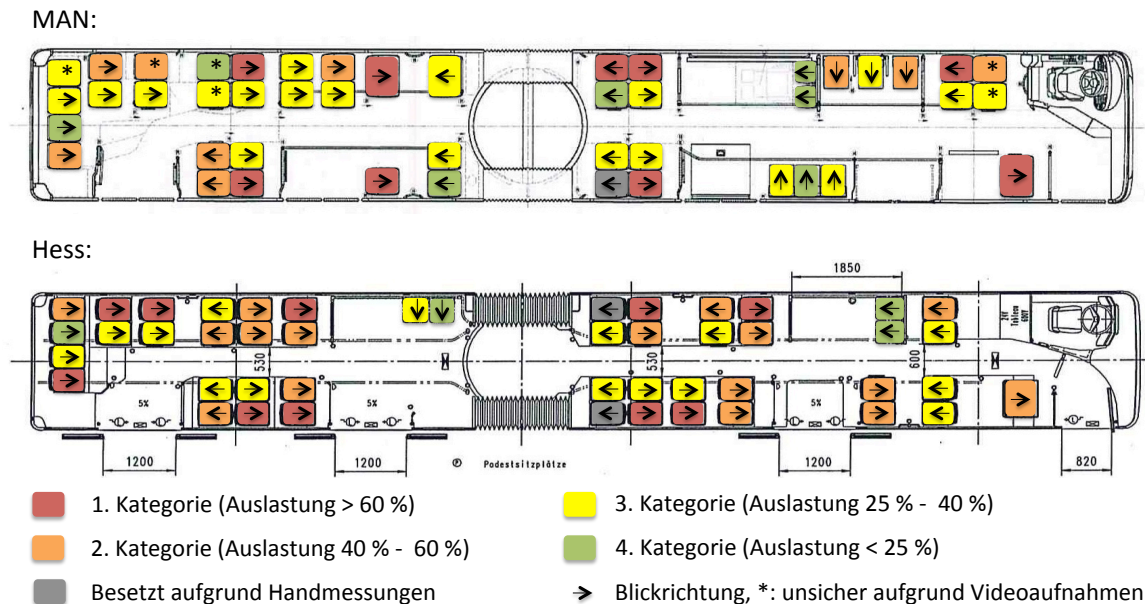 MAN:
* * *
*
* *
Hess:
1850
24V
530
530
600
5%
5%
5%
1200
1200
Podestsitzplätze
1200
820
1. Kategorie (Auslastung > 60 %)
3. Kategorie (Auslastung 25 % - 40 %)
2. Kategorie (Auslastung 40 % - 60 %)
4. Kategorie (Auslastung < 25 %)
Besetzt aufgrund Handmessungen
→ Blickrichtung, *: unsicher aufgrund Videoaufnahmen